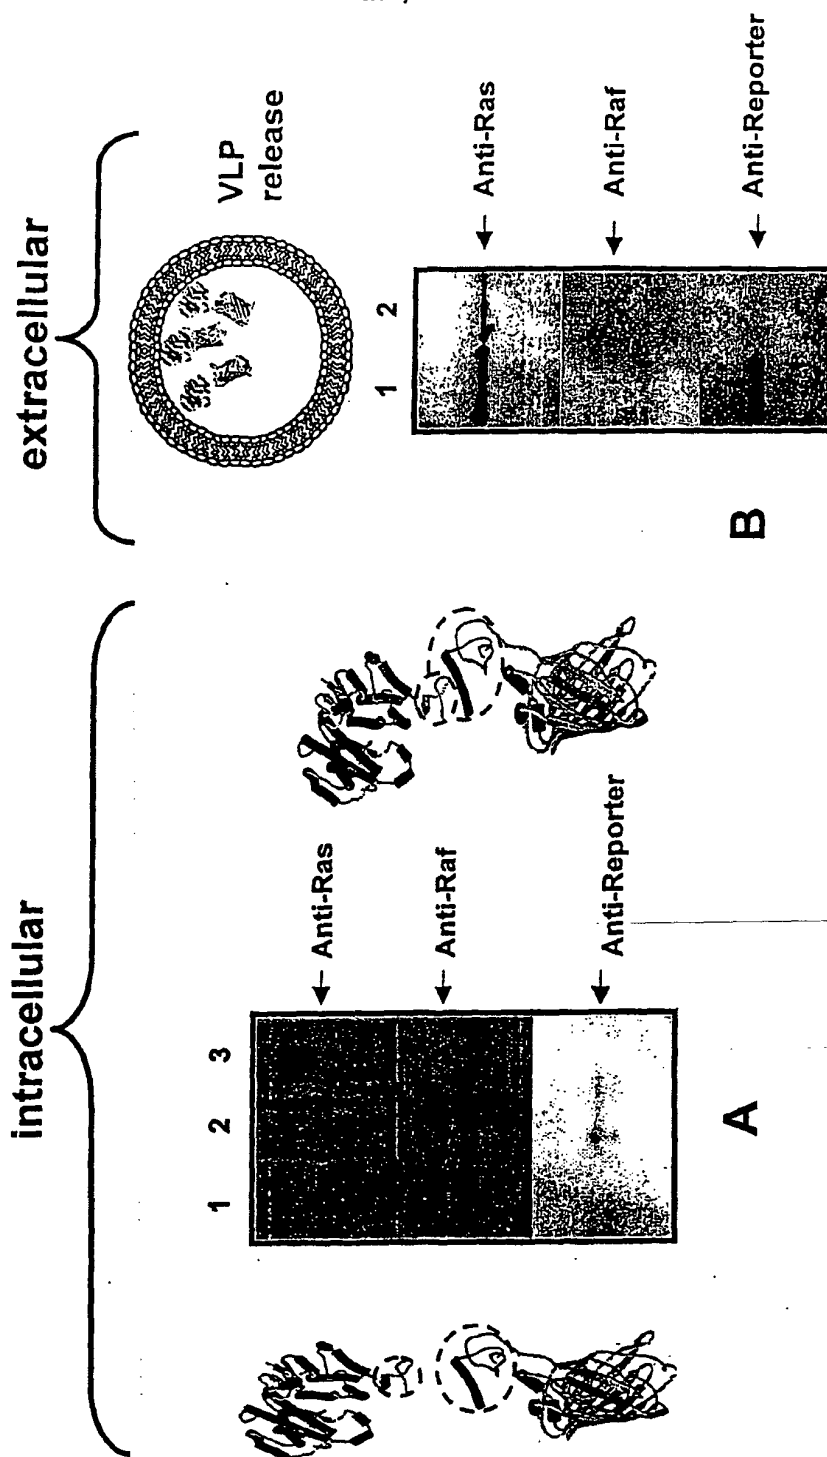 intracellular
extracellular
1 2 3
Anti-Ras
Anti-Raf
Anti-Reporter
A
VLP
release
1 2
Anti-Ras
Anti-Raf
Anti-Reporter
B